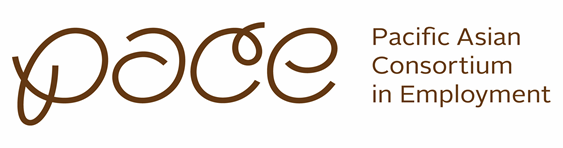 pace
Pacific Asian
Consortium
in Employment